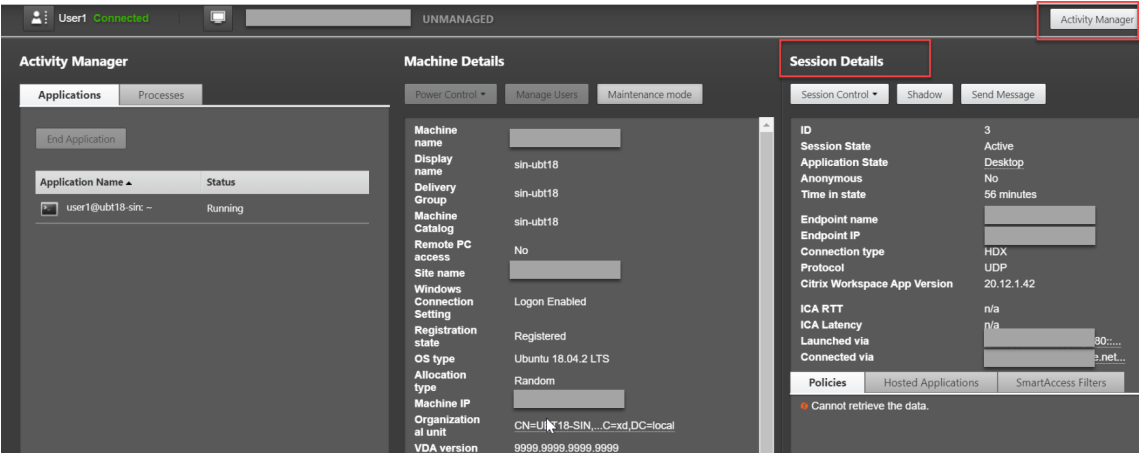 User1 Connected
UNMANAGED
Activity Manager
Activity Manager
Applications
Processes
End Application
Application Name
Status
user1@ubt18-sin: ~
Running
Machine Details
Power Control
Manage Users
Maintenance mode
Machine
name
Display
name
sin-ubt18
Delivery
Group
sin-ubt18
Machine
Catalog
sin-ubt18
Remote PC
access
No
Site name
Windows
Connection
Setting
Logon Enabled
Registration
state
Registered
OS type
Ubuntu 18.04.2 LTS
Allocation
type
Random
Machine IP
Organization
al unit
CN=UBT18-SIN,...C=xd,DC=local
VDA version
9999.9999.9999.9999
Session Details
Session Control
Shadow
Send Message
ID
3
Session State
Active
Application State
Desktop
Anonymous
No
Time in state
56 minutes
Endpoint name
Endpoint IP
Connection type
HDX
Protocol
UDP
Citrix Workspace App Version
20.12.1.42
ICA RTT
n/a
ICA Latency
n/a
Launched via
80::...
Connected via
e.net...
Policies
Hosted Applications
SmartAccess Filters
Cannot retrieve the data.